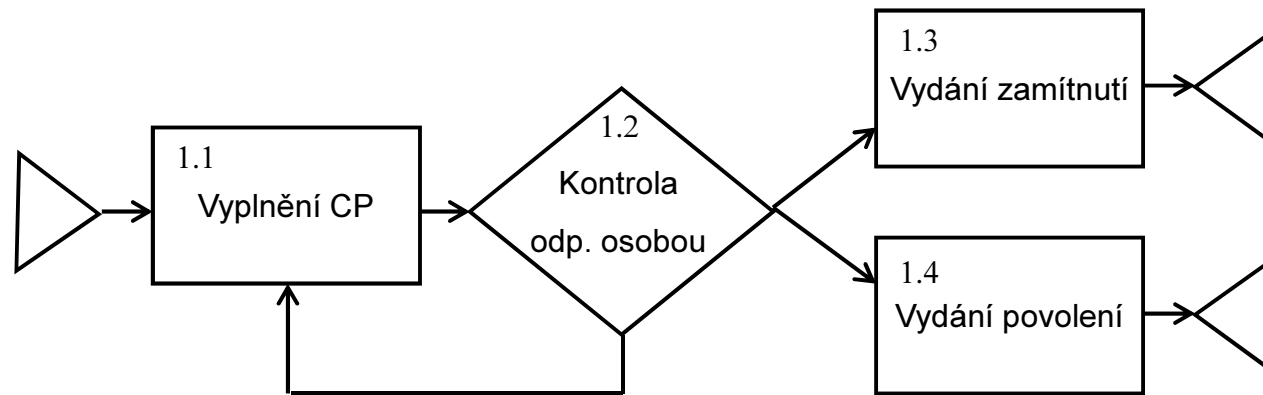 1.1
Vyplnění CP
1.2
Kontrola
odp. osobou
1.3
Vydání zamítnutí
1.4
Vydání povolení